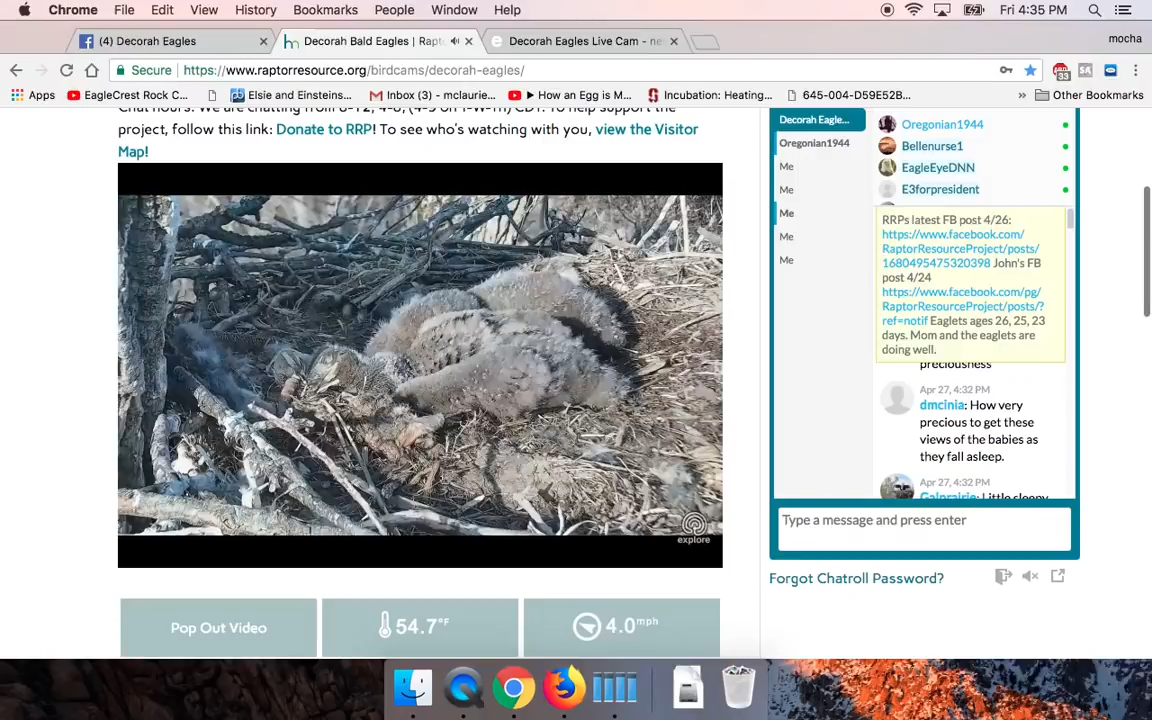 Chrome File Edit View History Bookmarks People Window Help Fri 4:35 PM
(4) Decorah Eagles Decorah Bald Eagles | Rapt Decorah Eagles Live Cam - ne mocha
Secure https://www.raptorresource.org/birdcams/decorah-eagles/ 33
Apps EagleCrest Rock C... Elsie and Einsteins... Inbox (3) - mclaurie... How an Egg is M... Incubation: Heating... 645-004-D59E52B... » Other Bookmarks
project, follow this link: Donate to RRP! To see who's watching with you, view the Visitor
Map!
explore
Pop Out Video 54.7°F 4.0mph
Decorah Eagle...
Oregonian1944
Me
Me
Me
Me
Me
Oregonian1944
Bellenurse1
EagleEyeDNN
E3forpresident
RRPs latest FB post 4/26:
https://www.facebook.com/
RaptorResourceProject/posts/
1680495475320398 John's FB
post 4/24
https://www.facebook.com/pg/
RaptorResourceProject/posts/?
ref=notif Eaglets ages 26, 25, 23
days. Mom and the eaglets are
doing well.
preciousness
Apr 27, 4:32 PM
dmcinia: How very
precious to get these
views of the babies as
they fall asleep.
Apr 27, 4:32 PM
Galprairie: Little sleepy
Type a message and press enter
Forgot Chatroll Password?